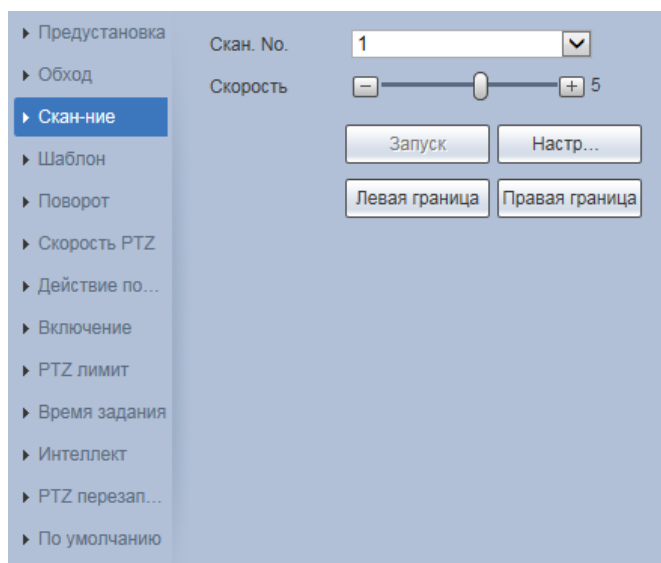 Предустановка
Обход
Скан-ние
Шаблон
Поворот
Скорость PTZ
Действие по...
Включение
PTZ лимит
Время задания
Интеллект
PTZ перезап...
По умолчанию
Скан. No. 1
Скорость 5
Запуск Настр...
Левая граница Правая граница